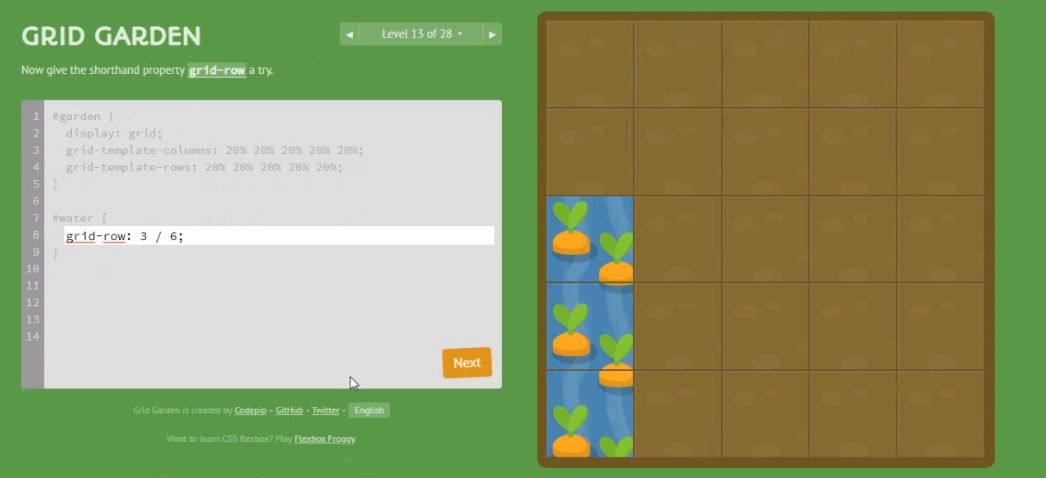 GRID GARDEN
◀ Level 13 of 28 ▾ ▶
Now give the shorthand property grid-row a try.
1 #garden {
2 display: grid;
3 grid-template-columns: 20% 20% 20% 20% 20%;
4 grid-template-rows: 20% 20% 20% 20% 20%;
5 }
6
7 #water {
8 grid-row: 3 / 6;
9 }
10
11
12
13
14
Next
Grid Garden is created by Codepip • GitHub • Twitter • English
Want to learn CSS flexbox? Play Flexbox Froggy.